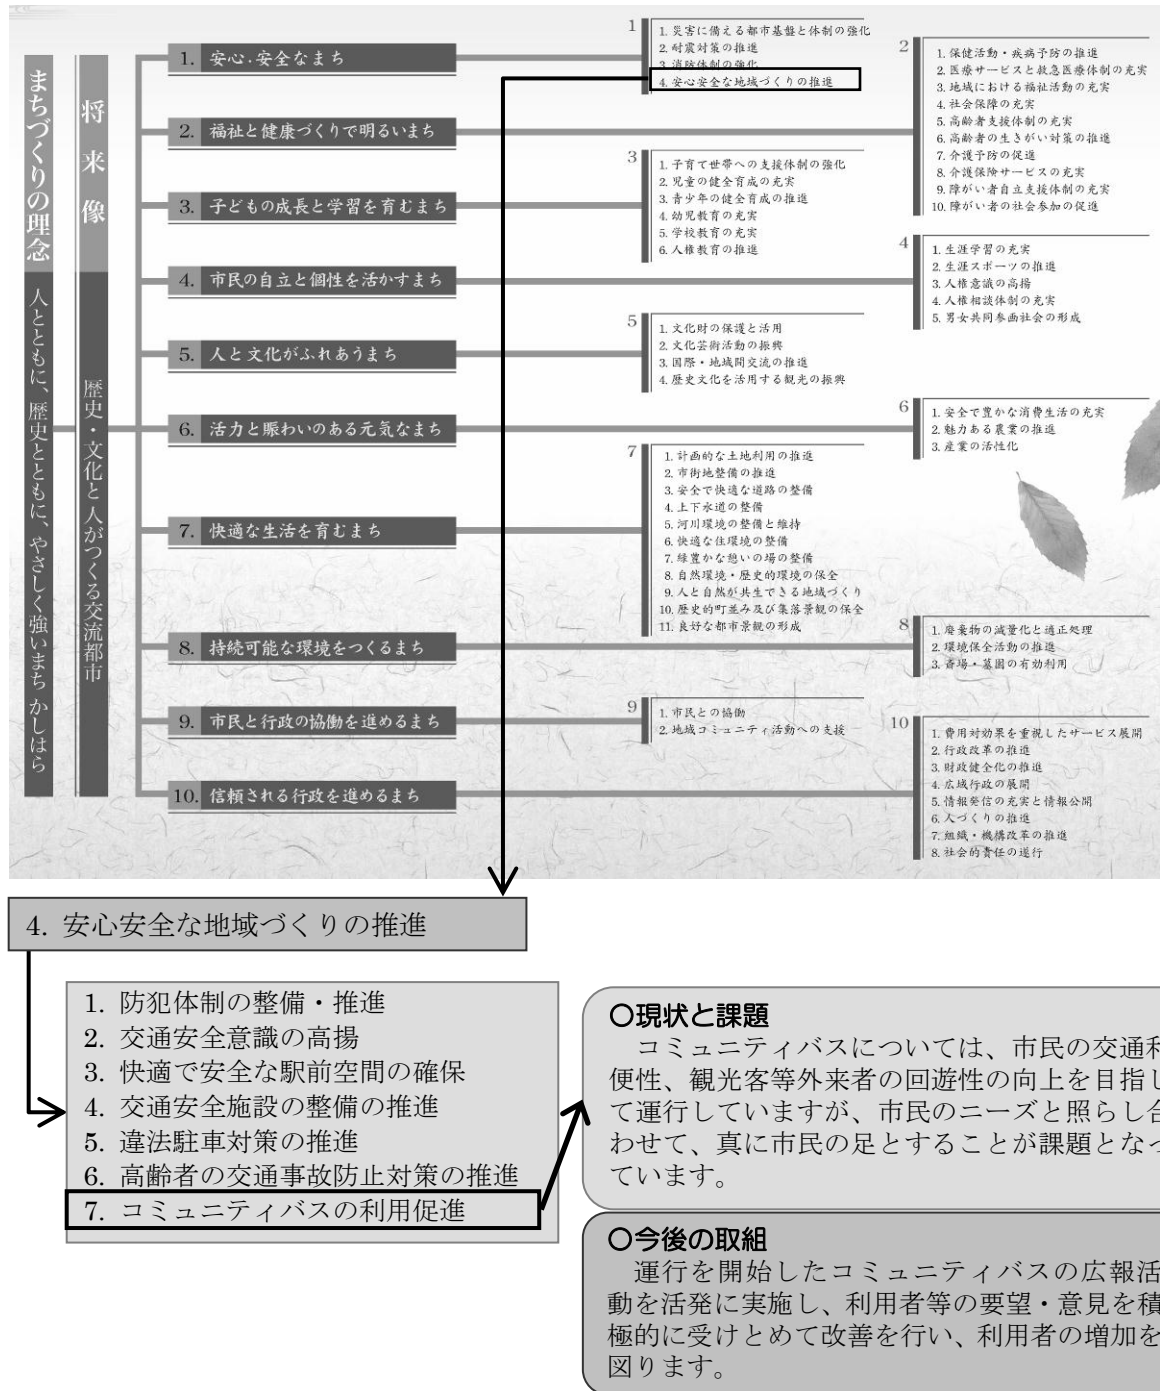 まちづくりの理念
人とともに、歴史とともに、やさしく強いまち かしはら
将来像
歴史・文化と人がつくる交流都市
1. 安心.安全なまち
2. 福祉と健康づくりで明るいまち
3. 子どもの成長と学習を育むまち
4. 市民の自立と個性を活かすまち
5. 人と文化がふれあうまち
6. 活力と賑わいのある元気なまち
7. 快適な生活を育むまち
8. 持続可能な環境をつくるまち
9. 市民と行政の協働を進めるまち
10. 信頼される行政を進めるまち
1
1. 災害に備える都市基盤と体制の強化
2. 耐震対策の推進
3. 消防体制の強化
4. 安心安全な地域づくりの推進
2
1. 保健活動・疾病予防の推進
2. 医療サービスと救急医療体制の充実
3. 地域における福祉活動の充実
4. 社会保障の充実
5. 高齢者支援体制の充実
6. 高齢者の生きがい対策の推進
7. 介護予防の促進
8. 介護保険サービスの充実
9. 障がい者自立支援体制の充実
10. 障がい者の社会参加の促進
3
1. 子育て世帯への支援体制の強化
2. 児童の健全育成の充実
3. 青少年の健全育成の推進
4. 幼児教育の充実
5. 学校教育の充実
6. 人権教育の推進
4
1. 生涯学習の充実
2. 生涯スポーツの推進
3. 人権意識の高揚
4. 人権相談体制の充実
5. 男女共同参画社会の形成
5
1. 文化財の保護と活用
2. 文化芸術活動の振興
3. 国際・地域間交流の推進
4. 歴史文化を活用する観光の振興
6
1. 安全で豊かな消費生活の充実
2. 魅力ある農業の推進
3. 産業の活性化
7
1. 計画的な土地利用の推進
2. 市街地整備の推進
3. 安全で快適な道路の整備
4. 上下水道の整備
5. 河川環境の整備と維持
6. 快適な住環境の整備
7. 緑豊かな憩いの場の整備
8. 自然環境・歴史的環境の保全
9. 人と自然が共生できる地域づくり
10. 歴史的町並み及び集落景観の保全
11. 良好な都市景観の形成
8
1. 廃棄物の減量化と適正処理
2. 環境保全活動の推進
3. 斎場・墓園の有効利用
9
1. 市民との協働
2. 地域コミュニティ活動への支援
10
1. 費用対効果を重視したサービス展開
2. 行政改革の推進
3. 財政健全化の推進
4. 広域行政の展開
5. 情報発信の充実と情報公開
6. 人づくりの推進
7. 組織・機構改革の推進
8. 社会的責任の遂行
4. 安心安全な地域づくりの推進
1. 防犯体制の整備・推進
2. 交通安全意識の高揚
3. 快適で安全な駅前空間の確保
4. 交通安全施設の整備の推進
5. 違法駐車対策の推進
6. 高齢者の交通事故防止対策の推進
7. コミュニティバスの利用促進
○現状と課題
コミュニティバスについては、市民の交通利
便性、観光客等外来者の回遊性の向上を目指し
て運行していますが、市民のニーズと照らし合
わせて、真に市民の足とすることが課題となっ
ています。
○今後の取組
運行を開始したコミュニティバスの広報活
動を活発に実施し、利用者等の要望・意見を積
極的に受けとめて改善を行い、利用者の増加を
図ります。